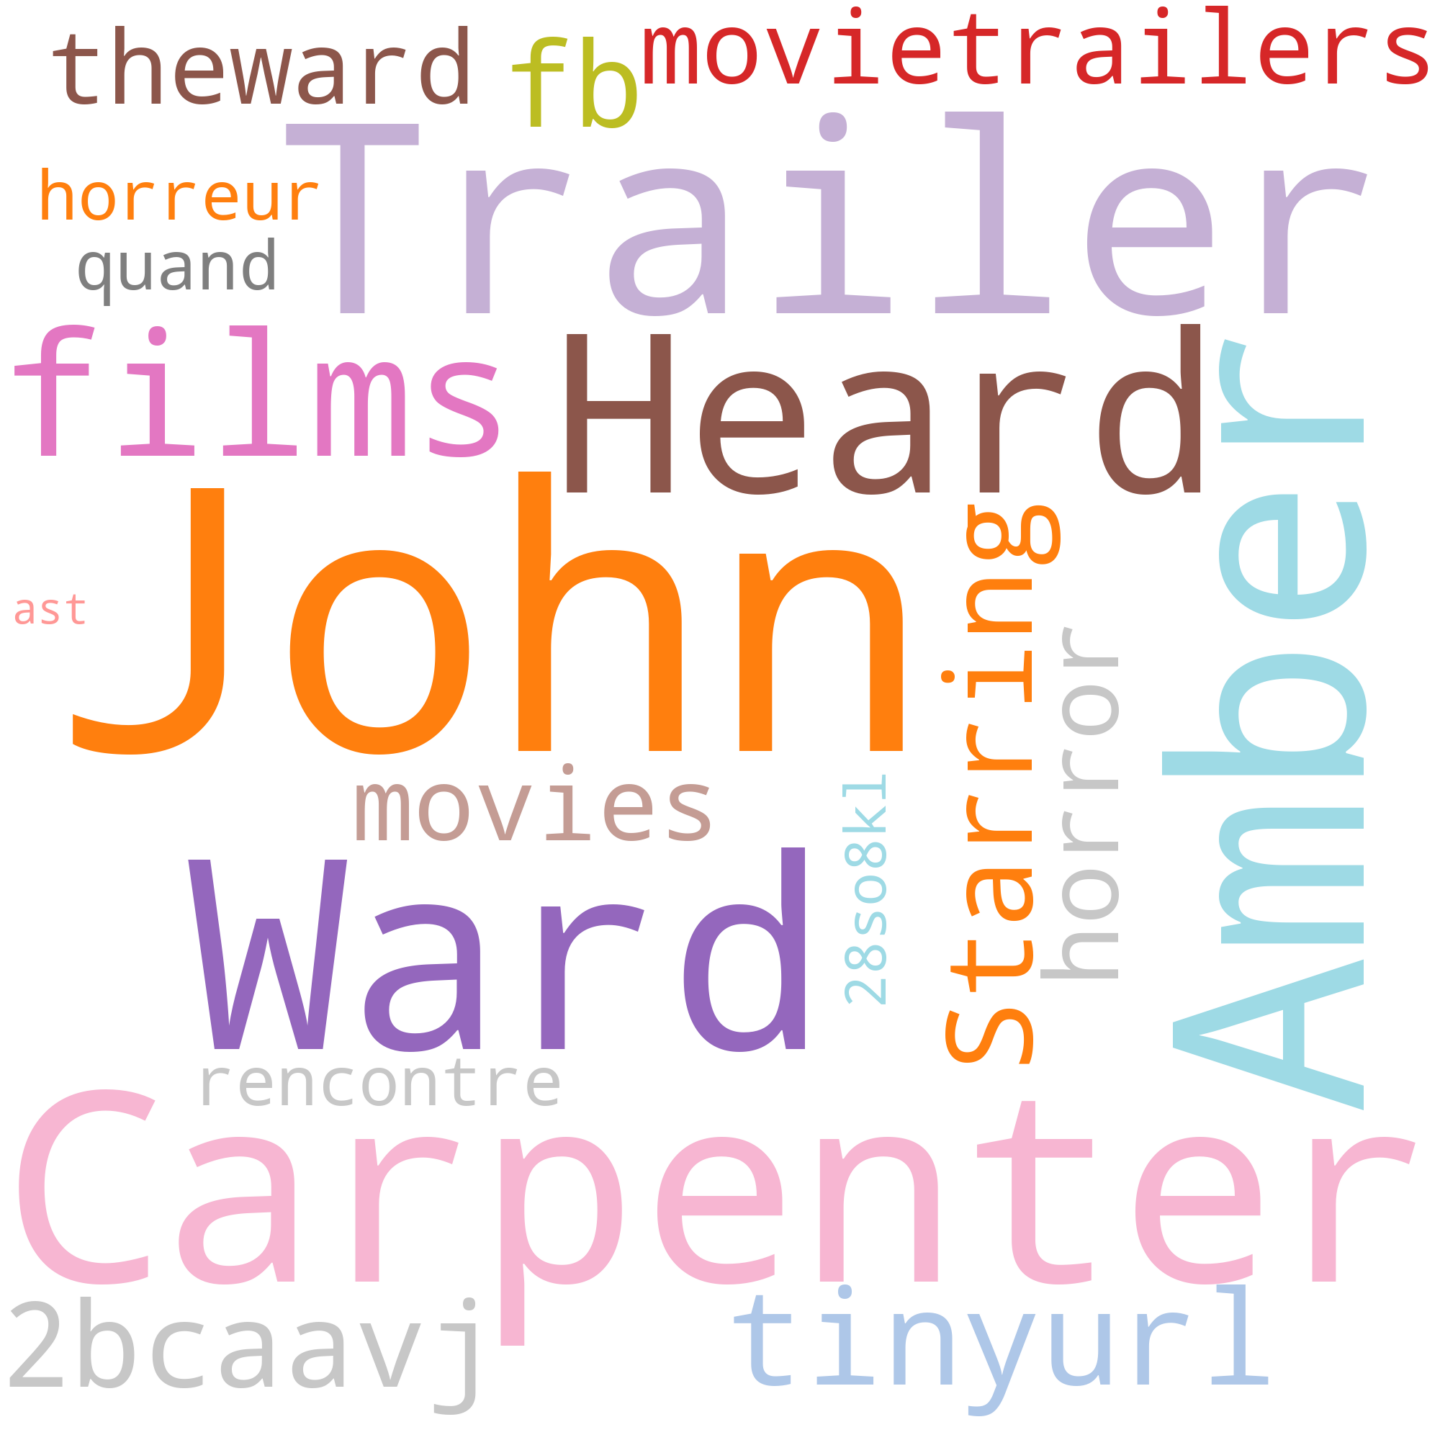 theward
fb
movietrailers
Trailer
horreur
quand
films
Heard
Amber
John
Starring
ast
horror
movies
28so8kl
Ward
rencontre
Carpenter
2bcaavj
tinyurl